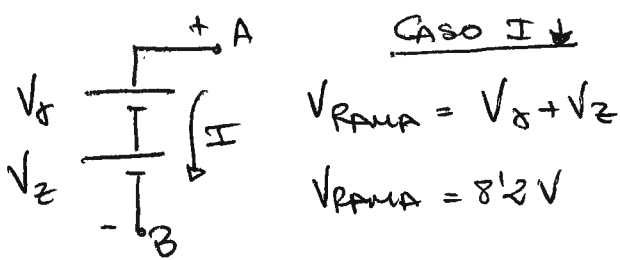 + A
CASO I ↓
Vγ
I
VRAMA = Vγ + VZ
VZ
VRAMA = 8'2 V
- B